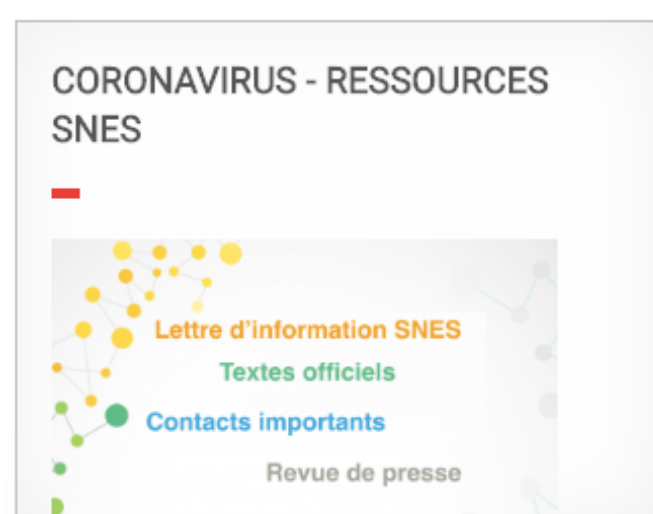 CORONAVIRUS - RESSOURCES
SNES
Lettre d'information SNES
Textes officiels
Contacts importants
Revue de presse